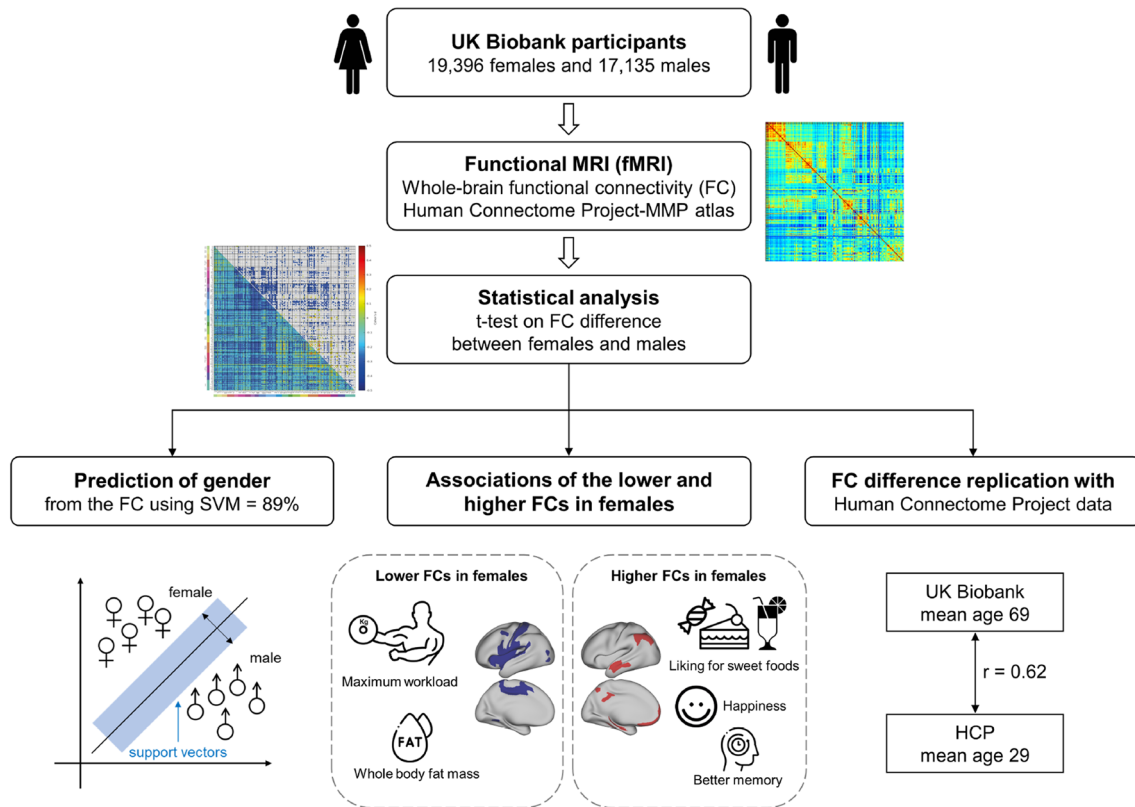 UK Biobank participants
19,396 females and 17,135 males
Functional MRI (fMRI)
Whole-brain functional connectivity (FC)
Human Connectome Project-MMP atlas
Statistical analysis
t-test on FC difference
between females and males
Prediction of gender
from the FC using SVM = 89%
Associations of the lower and
higher FCs in females
FC difference replication with
Human Connectome Project data
female
male
support vectors
Lower FCs in females
Kg
Maximum workload
FAT
Whole body fat mass
Higher FCs in females
Liking for sweet foods
Happiness
Better memory
UK Biobank
mean age 69
r = 0.62
HCP
mean age 29